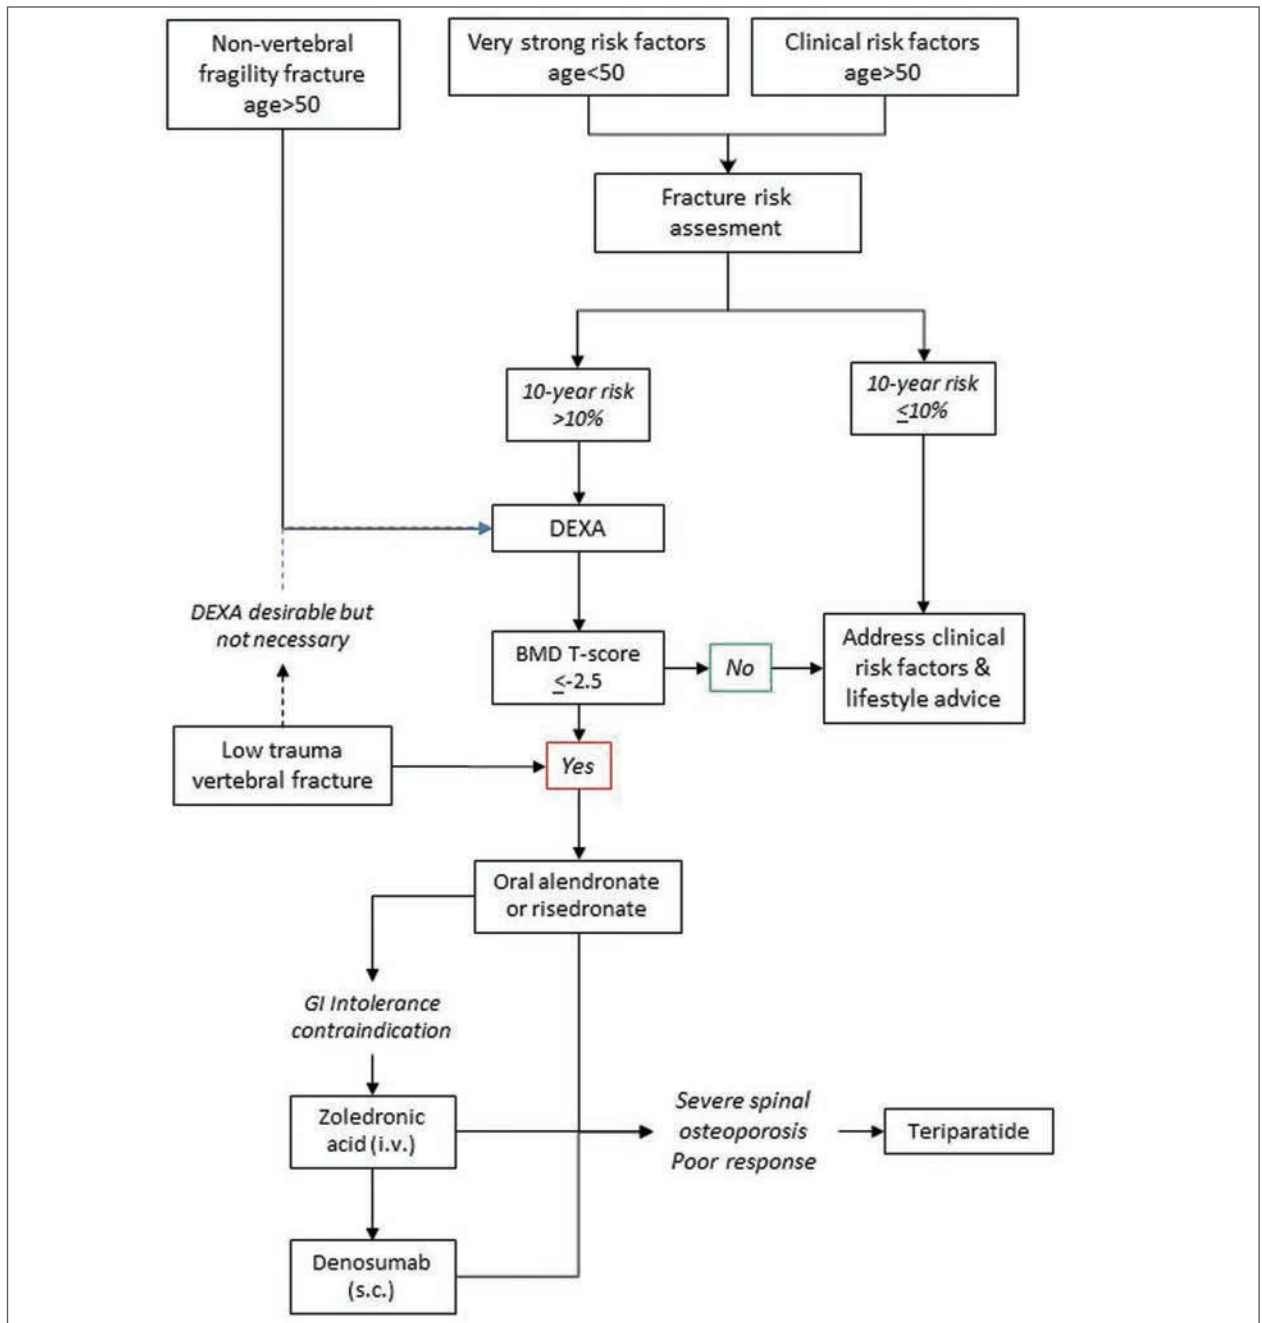 Non-vertebral
fragility fracture
age>50
Very strong risk factors
age<50
Clinical risk factors
age>50
Fracture risk
assesment
10-year risk
>10%
10-year risk
≤10%
DEXA
DEXA desirable but
not necessary
BMD T-score
≤-2.5
No
Address clinical
risk factors &
lifestyle advice
Low trauma
vertebral fracture
Yes
Oral alendronate
or risedronate
GI Intolerance
contraindication
Zoledronic
acid (i.v.)
Severe spinal
osteoporosis
Poor response
Teriparatide
Denosumab
(s.c.)